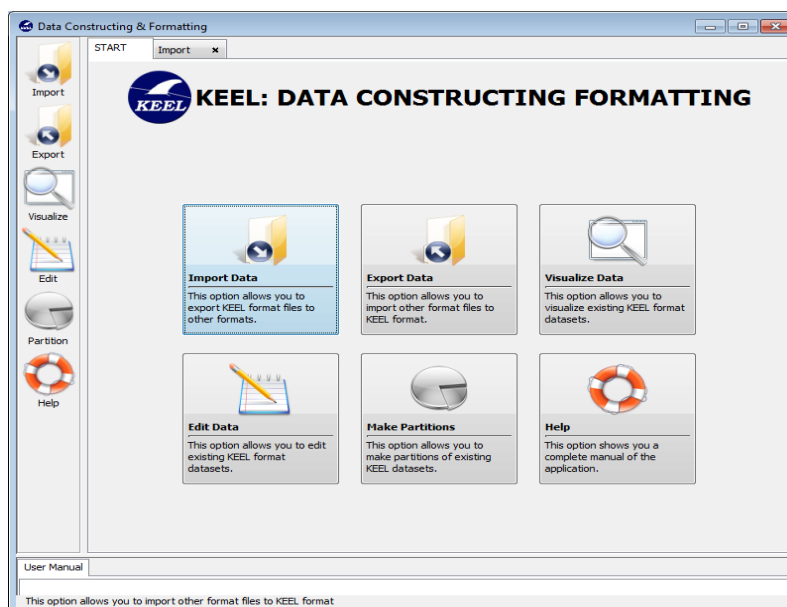 Data Constructing & Formatting
START
Import
Import
Export
Visualize
Edit
Partition
Help
KEEL
KEEL: DATA CONSTRUCTING FORMATTING
Import Data
This option allows you to
export KEEL format files to
other formats.
Export Data
This option allows you to
import other format files to
KEEL format.
Visualize Data
This option allows you to
visualize existing KEEL format
datasets.
Edit Data
This option allows you to edit
existing KEEL format
datasets.
Make Partitions
This option allows you to
make partitions of existing
KEEL datasets.
Help
This option shows you a
complete manual of the
application.
User Manual
This option allows you to import other format files to KEEL format